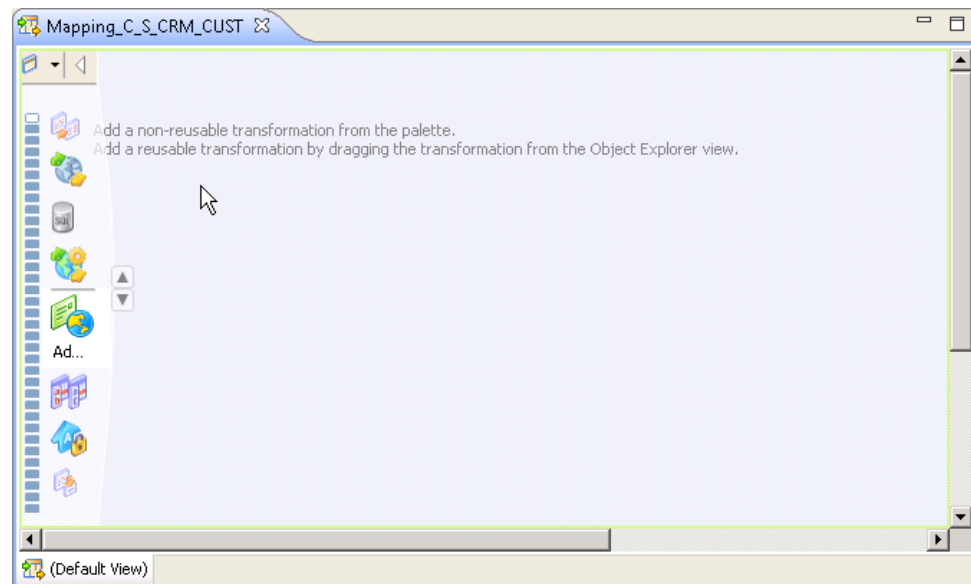 Mapping_C_S_CRM_CUST
Add a non-reusable transformation from the palette.
Add a reusable transformation by dragging the transformation from the Object Explorer view.
SQL
Ad...
(Default View)